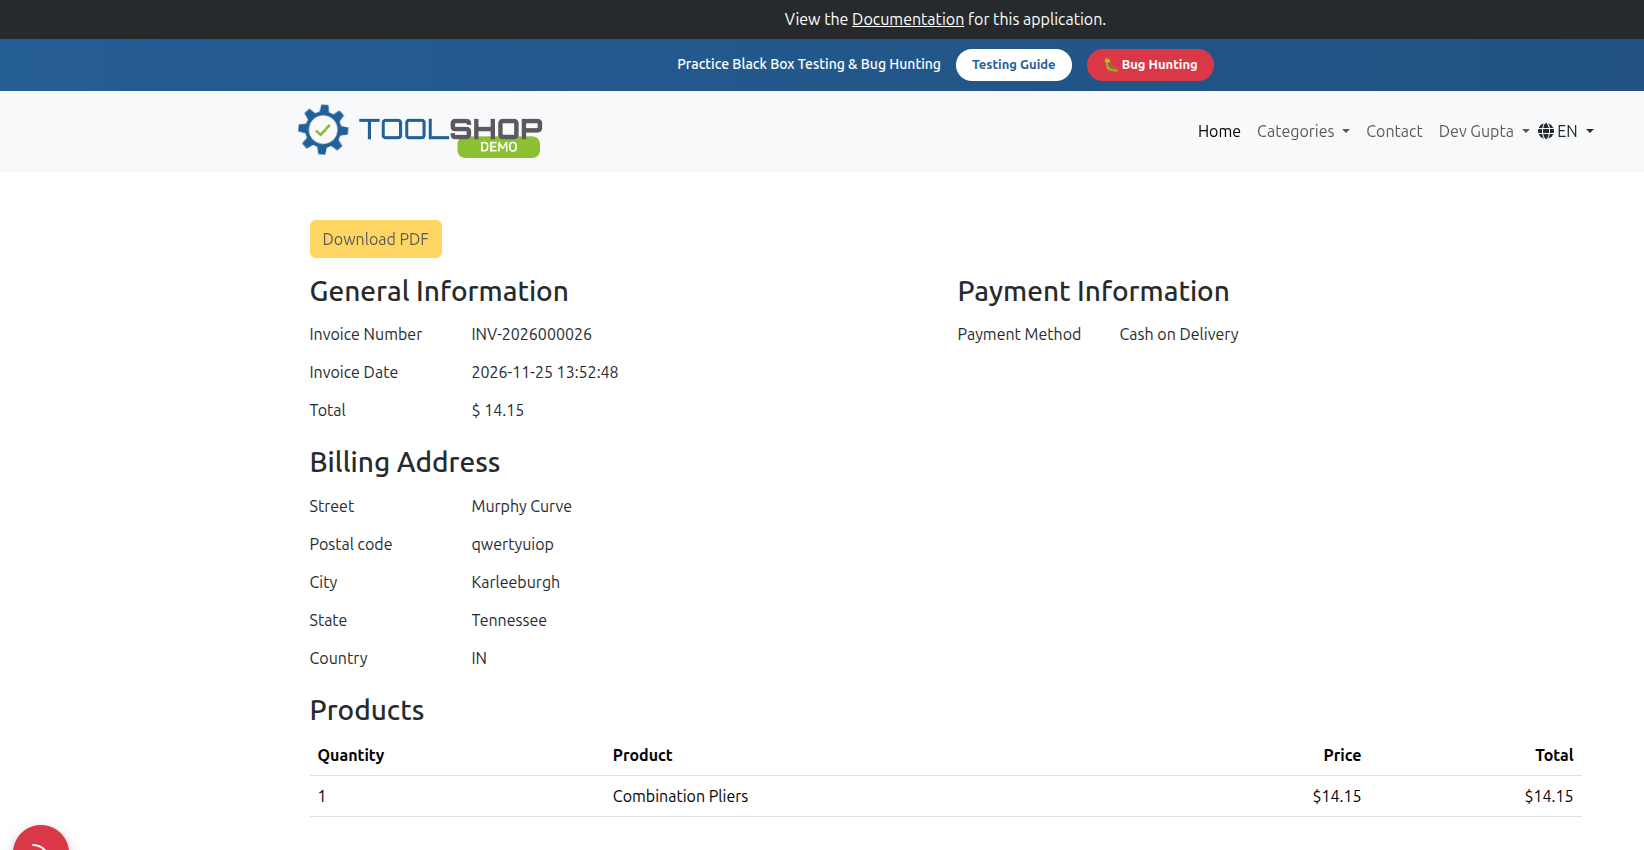 View the Documentation for this application.
Practice Black Box Testing & Bug Hunting Testing Guide Bug Hunting
TOOLSHOP
DEMO
Home Categories Contact Dev Gupta EN
Download PDF
General Information
Invoice Number INV-2026000026
Invoice Date 2026-11-25 13:52:48
Total $ 14.15
Payment Information
Payment Method Cash on Delivery
Billing Address
Street Murphy Curve
Postal code qwertyuiop
City Karleeburgh
State Tennessee
Country IN
Products
Quantity Product Price Total
1 Combination Pliers $14.15 $14.15